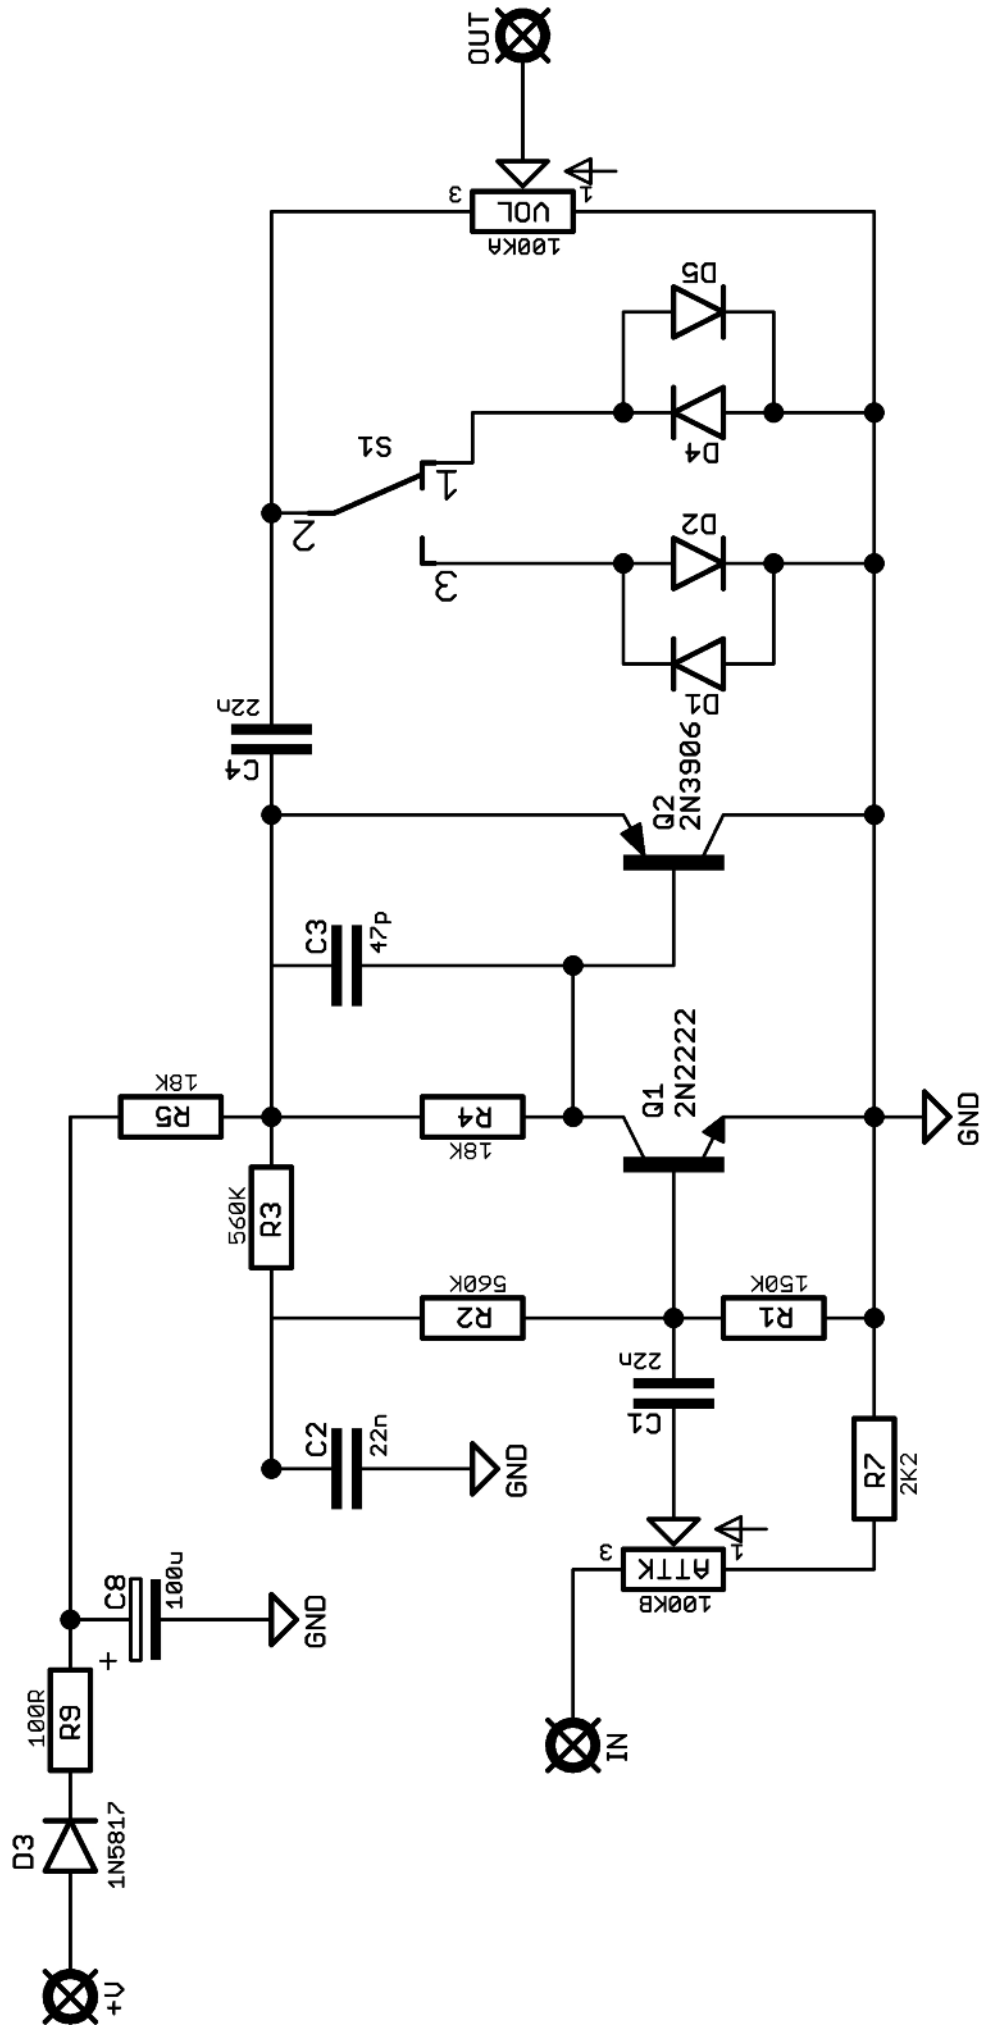 OUT
3
VOL
1
100KA
D5
S1
D4
1
2
D2
3
22n
D1
C4
Q2
2N3906
C3
47p
R5
18K
R4
18K
Q1
2N2222
GND
560K
R3
R2
560K
R1
150K
22n
C1
C2
22n
GND
R7
2K2
3
ATTK
1
100KB
C8
100u
+
GND
100R
R9
IN
D3
1N5817
+V